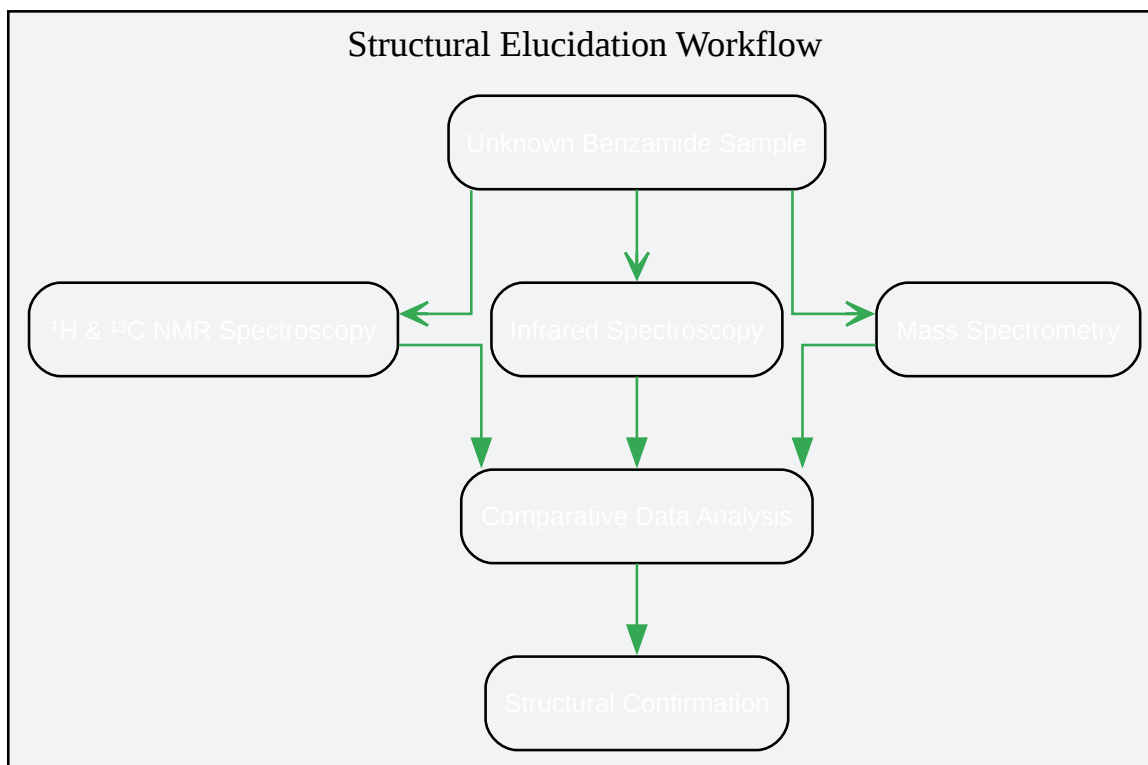 Structural Elucidation Workflow
Unknown Benzamide Sample
¹H & ¹³C NMR Spectroscopy
Infrared Spectroscopy
Mass Spectrometry
Comparative Data Analysis
Structural Confirmation